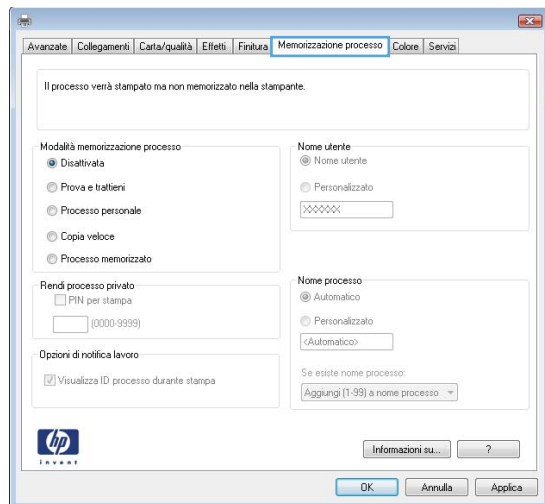 Avanzate Collegamenti Carta/qualità Effetti Finitura Memorizzazione processo Colore Servizi
Il processo verrà stampato ma non memorizzato nella stampante.
Modalità memorizzazione processo
Disattivata
Prova e trattieni
Processo personale
Copia veloce
Processo memorizzato
Nome utente
Nome utente
Personalizzato
XXXXXX
Rendi processo privato
PIN per stampa
(0000-9999)
Opzioni di notifica lavoro
Visualizza ID processo durante stampa
Nome processo
Automatico
Personalizzato
<Automatico>
Se esiste nome processo:
Aggiungi (1-99) a nome processo
hp
invent
Informazioni su... ?
OK Annulla Applica